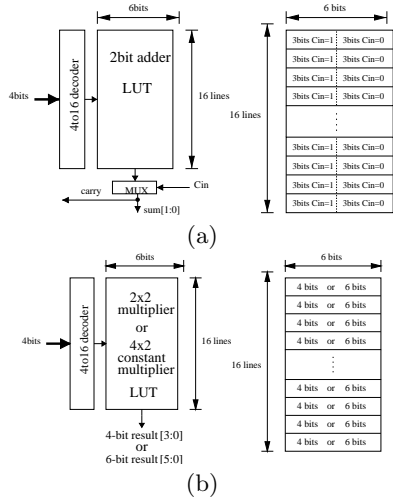 6bits
4to16 decoder
2bit adder
LUT
16 lines
4bits
MUX
Cin
carry
sum[1:0]
6 bits
16 lines
3bits Cin=1 3bits Cin=0
3bits Cin=1 3bits Cin=0
3bits Cin=1 3bits Cin=0
3bits Cin=1 3bits Cin=0
3bits Cin=1 3bits Cin=0
3bits Cin=1 3bits Cin=0
3bits Cin=1 3bits Cin=0
3bits Cin=1 3bits Cin=0
(a)
6bits
4to16 decoder
2x2
multiplier
or
4x2
constant
multiplier
LUT
16 lines
4bits
4-bit result [3:0]
or
6-bit result [5:0]
6 bits
16 lines
4 bits or 6 bits
4 bits or 6 bits
4 bits or 6 bits
4 bits or 6 bits
4 bits or 6 bits
4 bits or 6 bits
4 bits or 6 bits
4 bits or 6 bits
(b)